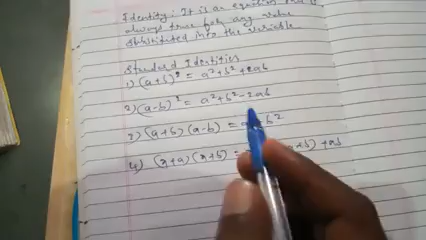 Identity: It is an equation that is
always true for any value
substituted into the variable
Standard Identities
1) (a+b)² = a²+b²+2ab
2) (a-b)² = a²+b²-2ab
3) (a+b)(a-b) = a² b²
4) (x+a)(x+b) = +b) +ab